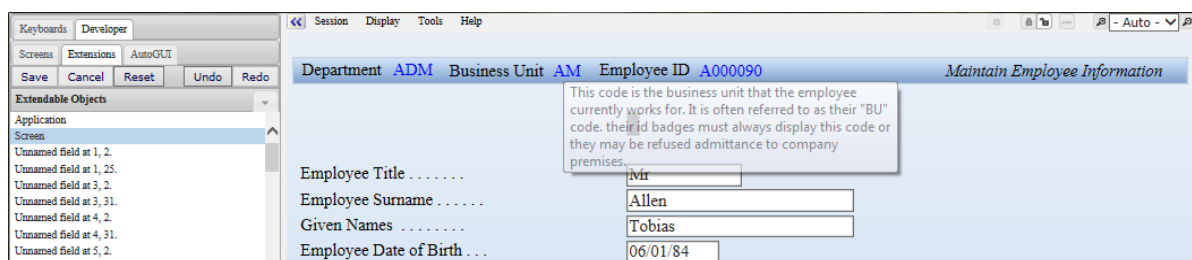 Keyboards Developer
Session Display Tools Help
- Auto -
Screens Extensions AutoGUI
Save Cancel Reset Undo Redo
Department ADM Business Unit AM Employee ID A000090 Maintain Employee Information
Extendable Objects
Application
Screen
Unnamed field at 1, 2.
Unnamed field at 1, 25.
Unnamed field at 3, 2.
Unnamed field at 3, 31.
Unnamed field at 4, 2.
Unnamed field at 4, 31.
Unnamed field at 5, 2.
This code is the business unit that the employee
currently works for. It is often referred to as their "BU"
code. their id badges must always display this code or
they may be refused admittance to company
premises.
Employee Title . . . . . . . Mr
Employee Surname . . . . . . Allen
Given Names . . . . . . . . Tobias
Employee Date of Birth . . . 06/01/84